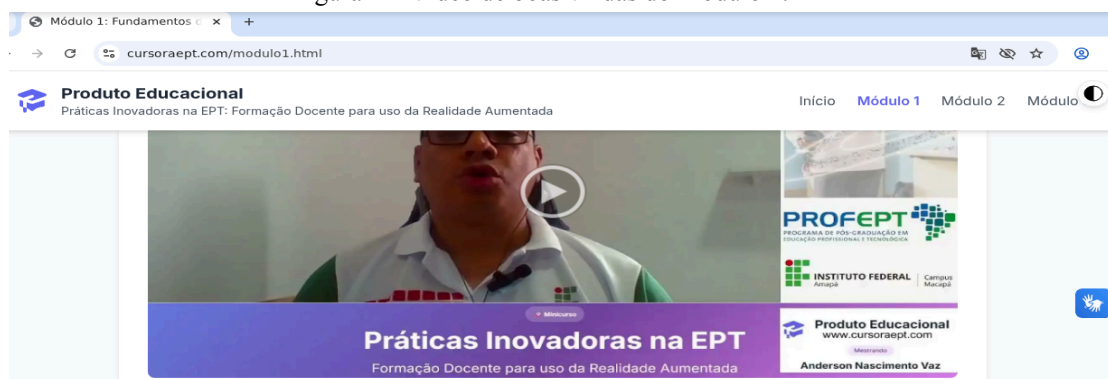 Módulo 1: Fundamentos
cursoraept.com/modulo1.html
Produto Educacional
Práticas Inovadoras na EPT: Formação Docente para uso da Realidade Aumentada
Início Módulo 1 Módulo 2 Módulo
PROFEPT
PROGRAMA DE PÓS-GRADUAÇÃO EM
EDUCAÇÃO PROFISSIONAL E TECNOLÓGICA
INSTITUTO FEDERAL
Amapá
Campus
Macapá
Minicurso
Práticas Inovadoras na EPT
Formação Docente para uso da Realidade Aumentada
Produto Educacional
www.cursoraept.com
Mestrando
Anderson Nascimento Vaz